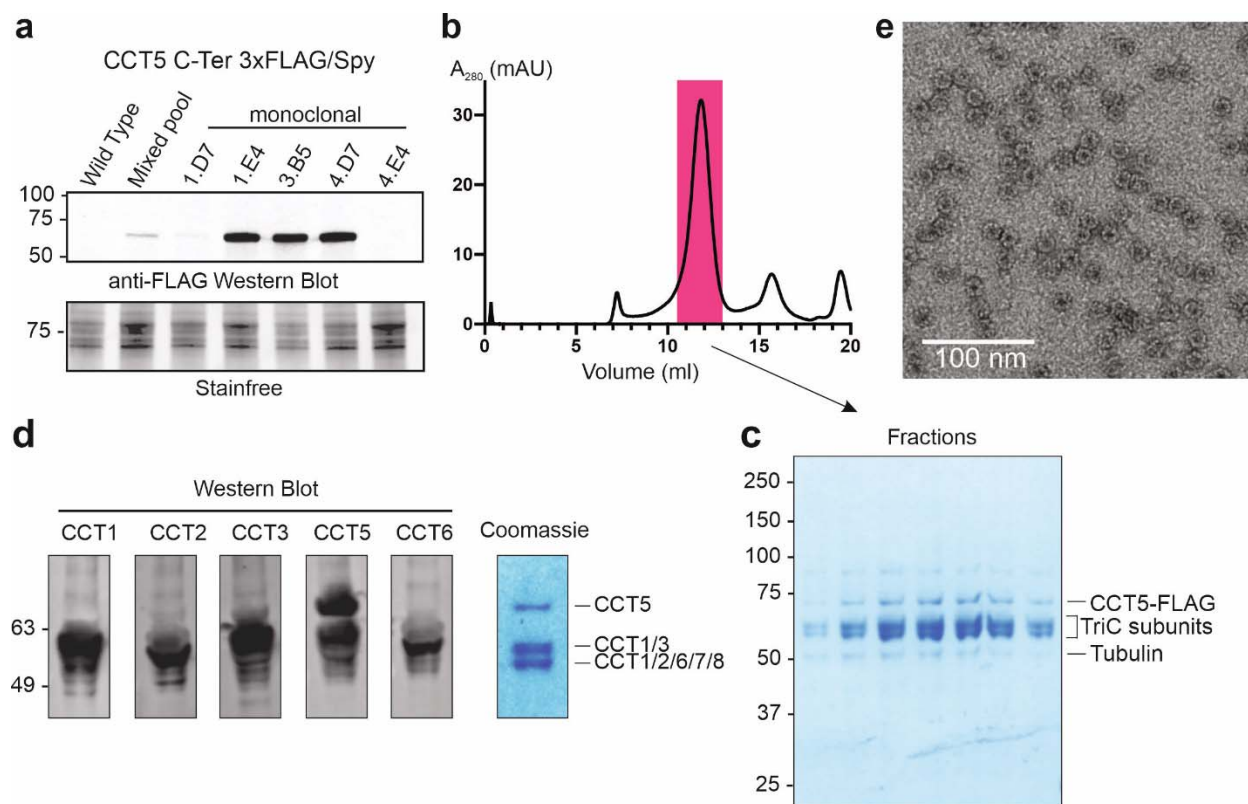 a
CCT5 C-Ter 3xFLAG/Spy
monoclonal
Wild Type
Mixed pool
1.D7
1.E4
3.B5
4.D7
4.E4
100
75
50
anti-FLAG Western Blot
75
Stainfree
b
A280 (mAU)
30
20
10
0
0 5 10 15 20
Volume (ml)
e
100 nm
d
Western Blot
CCT1 CCT2 CCT3 CCT5 CCT6
Coomassie
63
49
CCT5
CCT1/3
CCT1/2/6/7/8
c
Fractions
250
150
100
75
50
37
25
CCT5-FLAG
TriC subunits
Tubulin